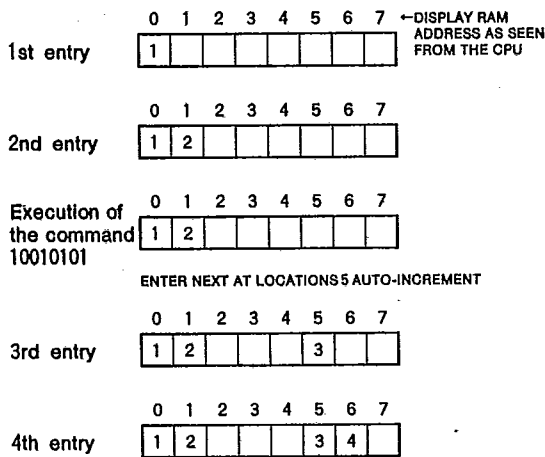 0 1 2 3 4 5 6 7 ←DISPLAY RAM
ADDRESS AS SEEN
FROM THE CPU
1st entry 1
0 1 2 3 4 5 6 7
2nd entry 1 2
0 1 2 3 4 5 6 7
Execution of
the command 1 2
10010101
ENTER NEXT AT LOCATIONS 5 AUTO-INCREMENT
0 1 2 3 4 5 6 7
3rd entry 1 2 3
0 1 2 3 4 5 6 7
4th entry 1 2 3 4